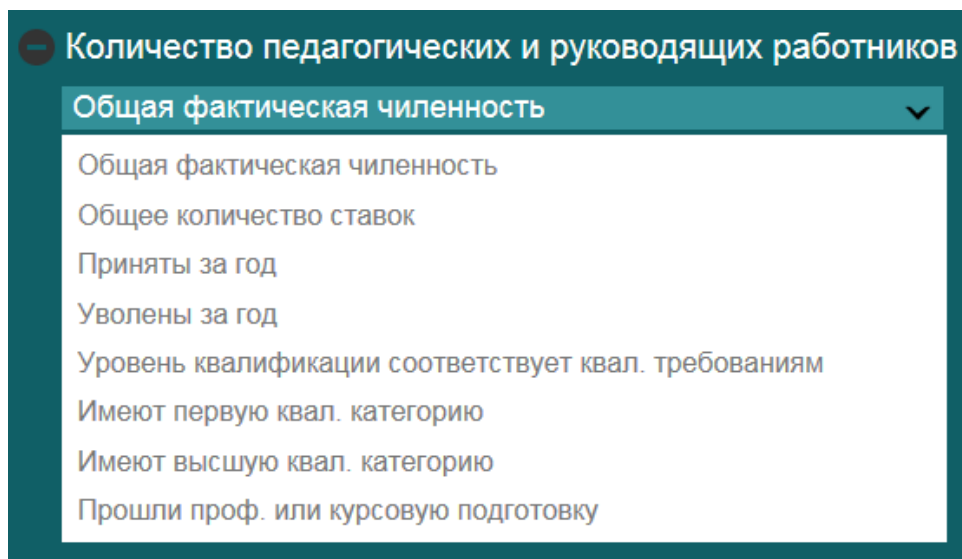 Количество педагогических и руководящих работников
Общая фактическая чиленность
Общая фактическая чиленность
Общее количество ставок
Приняты за год
Уволены за год
Уровень квалификации соответствует квал. требованиям
Имеют первую квал. категорию
Имеют высшую квал. категорию
Прошли проф. или курсовую подготовку